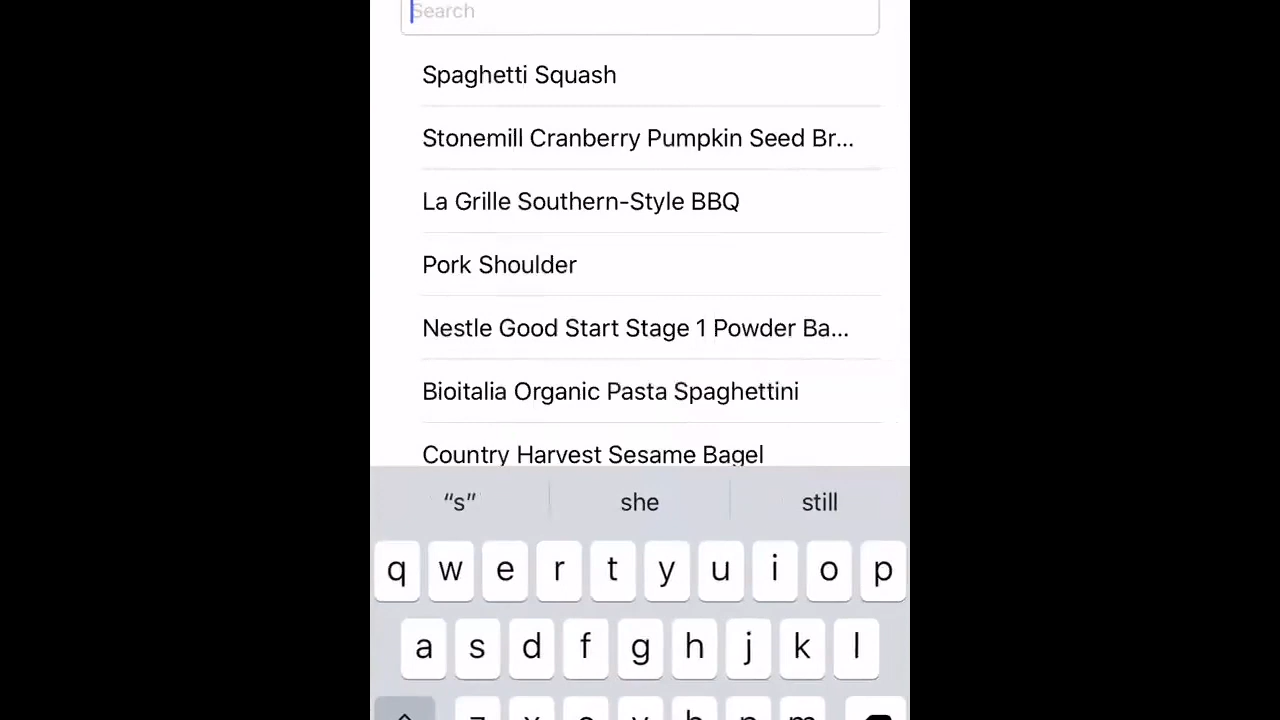 Search
Spaghetti Squash
Stonemill Cranberry Pumpkin Seed Br...
La Grille Southern-Style BBQ
Pork Shoulder
Nestle Good Start Stage 1 Powder Ba...
Bioitalia Organic Pasta Spaghettini
Country Harvest Sesame Bagel
“s” she still
q w e r t y u i o p
a s d f g h j k l
z x c v b n m